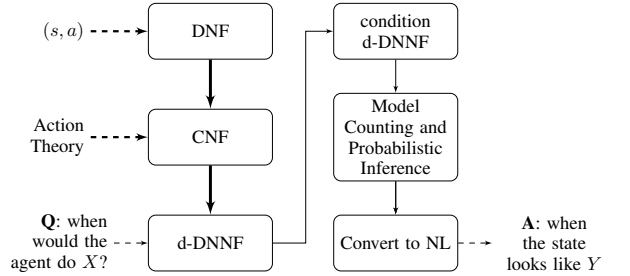 (s, a)
DNF
Action
Theory
CNF
Q: when
would the
agent do X?
d-DNNF
condition
d-DNNF
Model
Counting and
Probabilistic
Inference
Convert to NL
A: when
the state
looks like Y